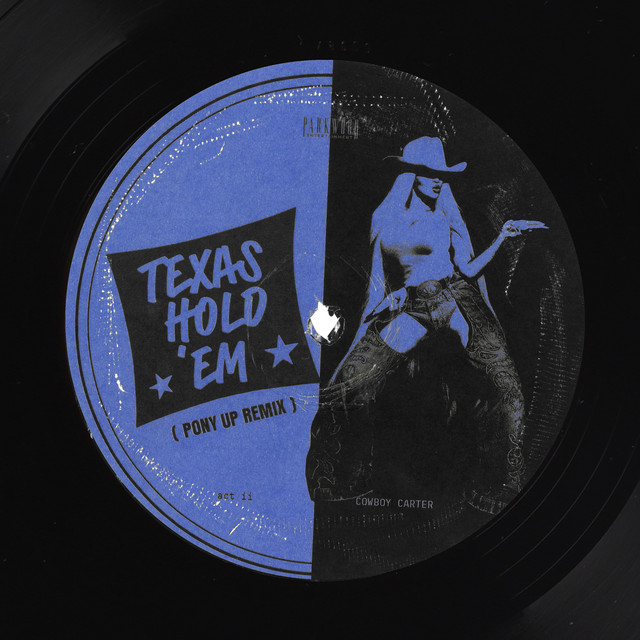 TEXAS
HOLD
'EM
( PONY UP REMIX )
act ii
COWBOY CARTER